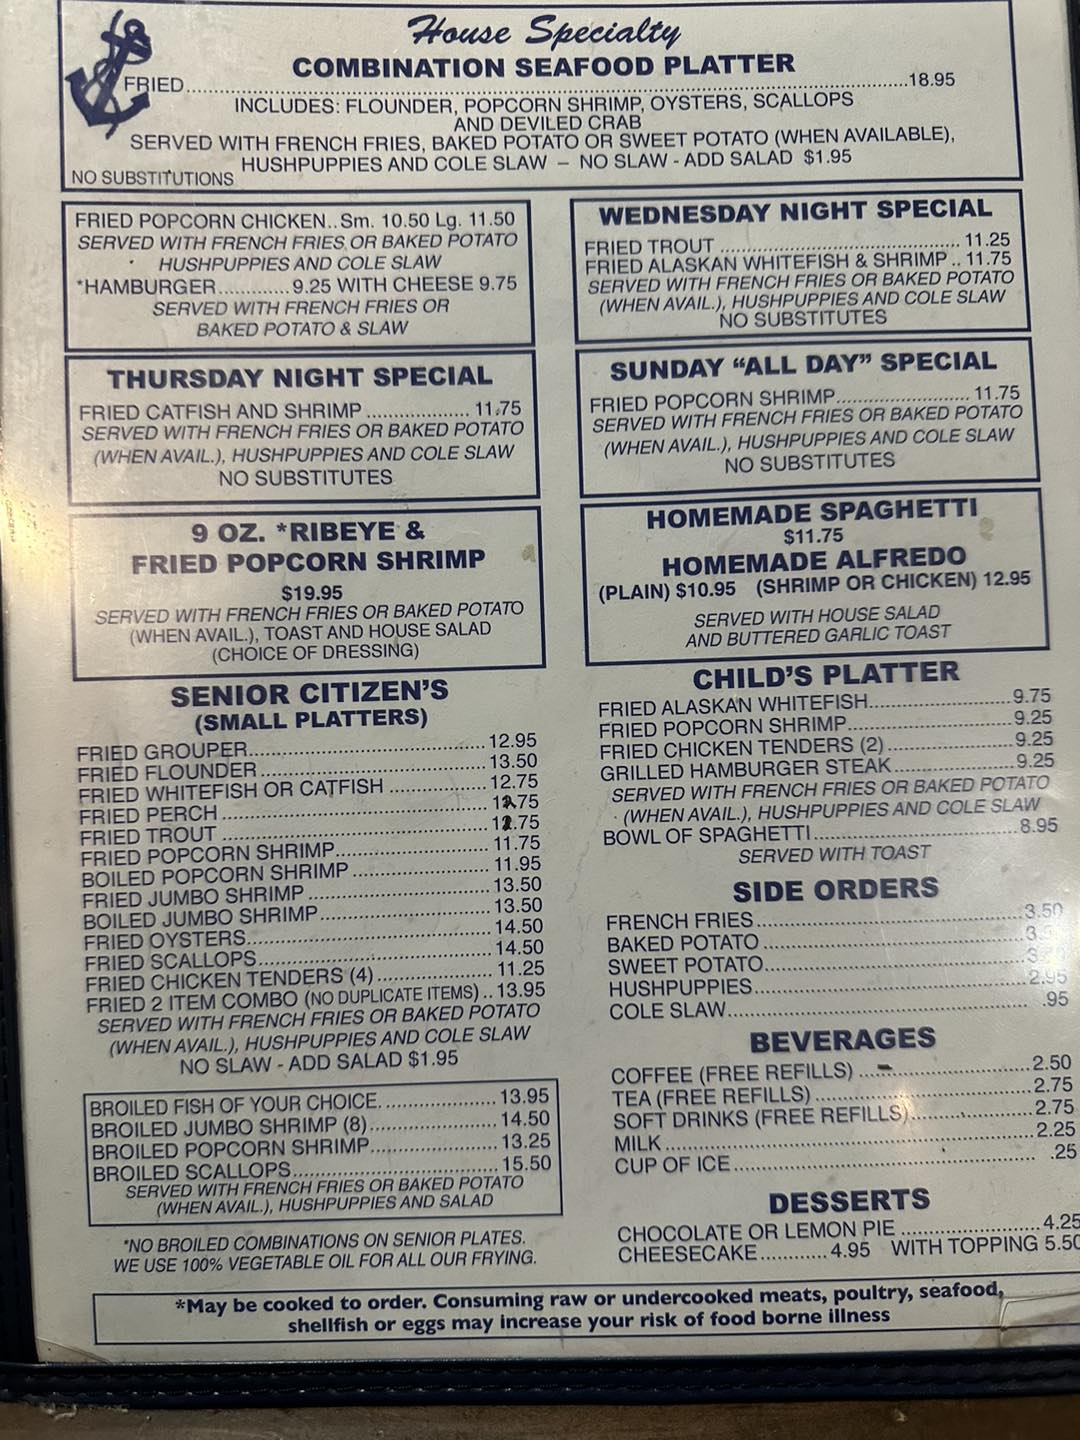 House Specialty
COMBINATION SEAFOOD PLATTER
FRIED..........18.95
INCLUDES: FLOUNDER, POPCORN SHRIMP, OYSTERS, SCALLOPS
AND DEVILED CRAB
SERVED WITH FRENCH FRIES, BAKED POTATO OR SWEET POTATO (WHEN AVAILABLE),
HUSHPUPPIES AND COLE SLAW – NO SLAW - ADD SALAD $1.95
NO SUBSTITUTIONS
FRIED POPCORN CHICKEN..Sm. 10.50 Lg. 11.50
SERVED WITH FRENCH FRIES OR BAKED POTATO
HUSHPUPPIES AND COLE SLAW
*HAMBURGER............9.25 WITH CHEESE 9.75
SERVED WITH FRENCH FRIES OR
BAKED POTATO & SLAW
WEDNESDAY NIGHT SPECIAL
FRIED TROUT..........11.25
FRIED ALASKAN WHITEFISH & SHRIMP..11.75
SERVED WITH FRENCH FRIES OR BAKED POTATO
(WHEN AVAIL.), HUSHPUPPIES AND COLE SLAW
NO SUBSTITUTES
THURSDAY NIGHT SPECIAL
FRIED CATFISH AND SHRIMP..........11.75
SERVED WITH FRENCH FRIES OR BAKED POTATO
(WHEN AVAIL.), HUSHPUPPIES AND COLE SLAW
NO SUBSTITUTES
SUNDAY “ALL DAY” SPECIAL
FRIED POPCORN SHRIMP..........11.75
SERVED WITH FRENCH FRIES OR BAKED POTATO
(WHEN AVAIL.), HUSHPUPPIES AND COLE SLAW
NO SUBSTITUTES
9 OZ. *RIBEYE &
FRIED POPCORN SHRIMP
$19.95
SERVED WITH FRENCH FRIES OR BAKED POTATO
(WHEN AVAIL.), TOAST AND HOUSE SALAD
(CHOICE OF DRESSING)
HOMEMADE SPAGHETTI
$11.75
HOMEMADE ALFREDO
(PLAIN) $10.95 (SHRIMP OR CHICKEN) 12.95
SERVED WITH HOUSE SALAD
AND BUTTERED GARLIC TOAST
SENIOR CITIZEN'S
(SMALL PLATTERS)
FRIED GROUPER..........12.95
FRIED FLOUNDER..........13.50
FRIED WHITEFISH OR CATFISH..........12.75
FRIED PERCH..........12.75
FRIED TROUT..........12.75
FRIED POPCORN SHRIMP..........11.75
BOILED POPCORN SHRIMP..........11.95
FRIED JUMBO SHRIMP..........13.50
BOILED JUMBO SHRIMP..........13.50
FRIED OYSTERS..........14.50
FRIED SCALLOPS..........14.50
FRIED CHICKEN TENDERS (4)..........11.25
FRIED 2 ITEM COMBO (NO DUPLICATE ITEMS)..13.95
SERVED WITH FRENCH FRIES OR BAKED POTATO
(WHEN AVAIL.), HUSHPUPPIES AND COLE SLAW
NO SLAW - ADD SALAD $1.95
BROILED FISH OF YOUR CHOICE..........13.95
BROILED JUMBO SHRIMP (8)..........14.50
BROILED POPCORN SHRIMP..........13.25
BROILED SCALLOPS..........15.50
SERVED WITH FRENCH FRIES OR BAKED POTATO
(WHEN AVAIL.), HUSHPUPPIES AND SALAD
*NO BROILED COMBINATIONS ON SENIOR PLATES.
WE USE 100% VEGETABLE OIL FOR ALL OUR FRYING.
CHILD'S PLATTER
FRIED ALASKAN WHITEFISH..........9.75
FRIED POPCORN SHRIMP..........9.25
FRIED CHICKEN TENDERS (2)..........9.25
GRILLED HAMBURGER STEAK..........9.25
SERVED WITH FRENCH FRIES OR BAKED POTATO
(WHEN AVAIL.), HUSHPUPPIES AND COLE SLAW
BOWL OF SPAGHETTI..........8.95
SERVED WITH TOAST
SIDE ORDERS
FRENCH FRIES..........3.50
BAKED POTATO..........
SWEET POTATO..........
HUSHPUPPIES..........2.95
COLE SLAW...........95
BEVERAGES
COFFEE (FREE REFILLS)..........2.50
TEA (FREE REFILLS)..........2.75
SOFT DRINKS (FREE REFILLS)..........2.75
MILK..........2.25
CUP OF ICE...........25
DESSERTS
CHOCOLATE OR LEMON PIE..........4.25
CHEESECAKE............4.95 WITH TOPPING 5.50
*May be cooked to order. Consuming raw or undercooked meats, poultry, seafood,
shellfish or eggs may increase your risk of food borne illness